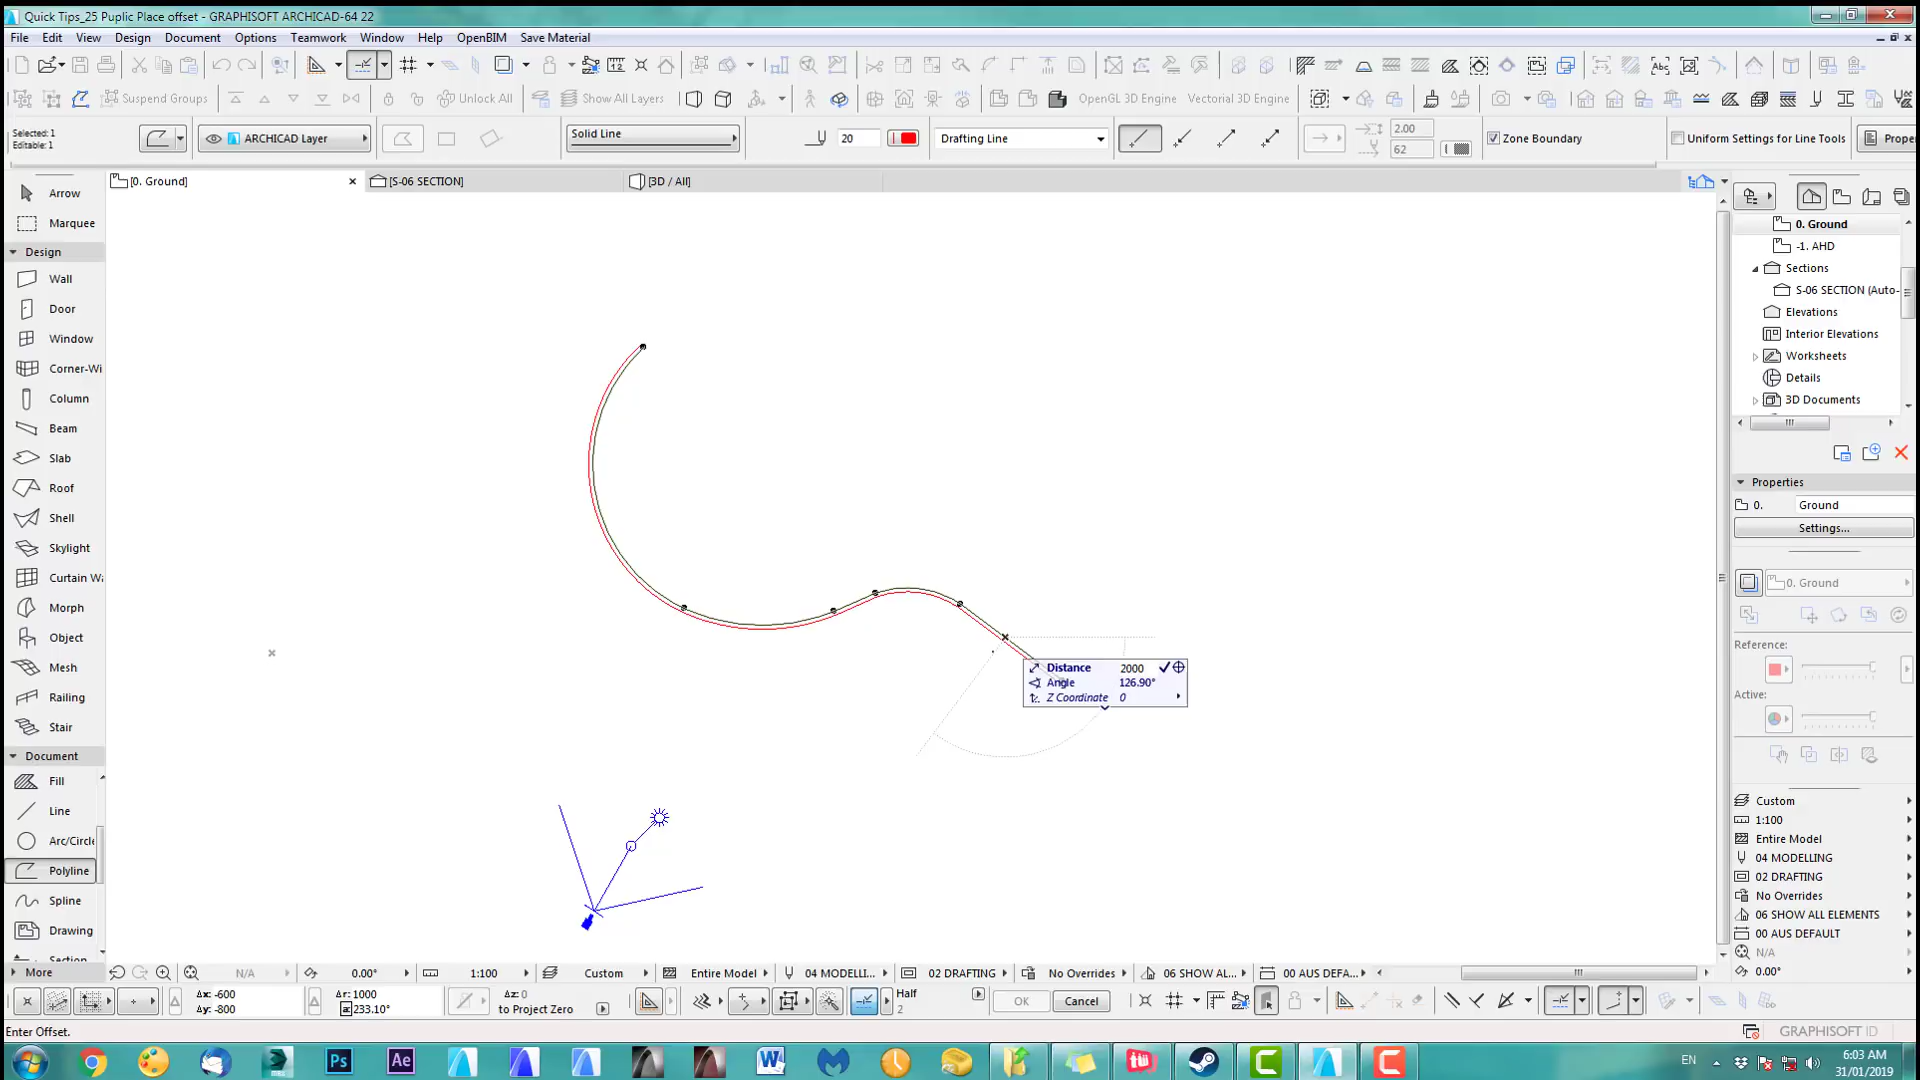 Quick Tips_25 Puplic Place offset - GRAPHISOFT ARCHICAD-64 22
File Edit View Design Document Options Teamwork Window Help OpenBIM Save Material
Suspend Groups Unlock All Show All Layers OpenGL 3D Engine Vectorial 3D Engine
Selected: 1
Editable: 1
ARCHICAD Layer
Solid Line
20
Drafting Line
2.00
62
Zone Boundary
Uniform Settings for Line Tools
Proper
[0. Ground]
[S-06 SECTION]
[3D / All]
Arrow
Marquee
Design
Wall
Door
Window
Corner-Wi
Column
Beam
Slab
Roof
Shell
Skylight
Curtain Wa
Morph
Object
Mesh
Railing
Stair
Document
Fill
Line
Arc/Circle
Polyline
Spline
Drawing
Section
More
Distance 2000
Angle 126.90°
Z Coordinate 0
0. Ground
-1. AHD
Sections
S-06 SECTION (Auto-
Elevations
Interior Elevations
Worksheets
Details
3D Documents
Properties
0. Ground
Settings...
0. Ground
Reference:
Active:
Custom
1:100
Entire Model
04 MODELLING
02 DRAFTING
No Overrides
06 SHOW ALL ELEMENTS
00 AUS DEFAULT
N/A
0.00°
N/A 0.00° 1:100 Custom Entire Model 04 MODELLI... 02 DRAFTING No Overrides 06 SHOW AL... 00 AUS DEFA...
Δx: -600
Δy: -800
Δr: 1000
a: 233.10°
Δz: 0
to Project Zero
Half
2
OK
Cancel
Enter Offset.
GRAPHISOFT ID
Ps
Ae
EN
6:03 AM
31/01/2019